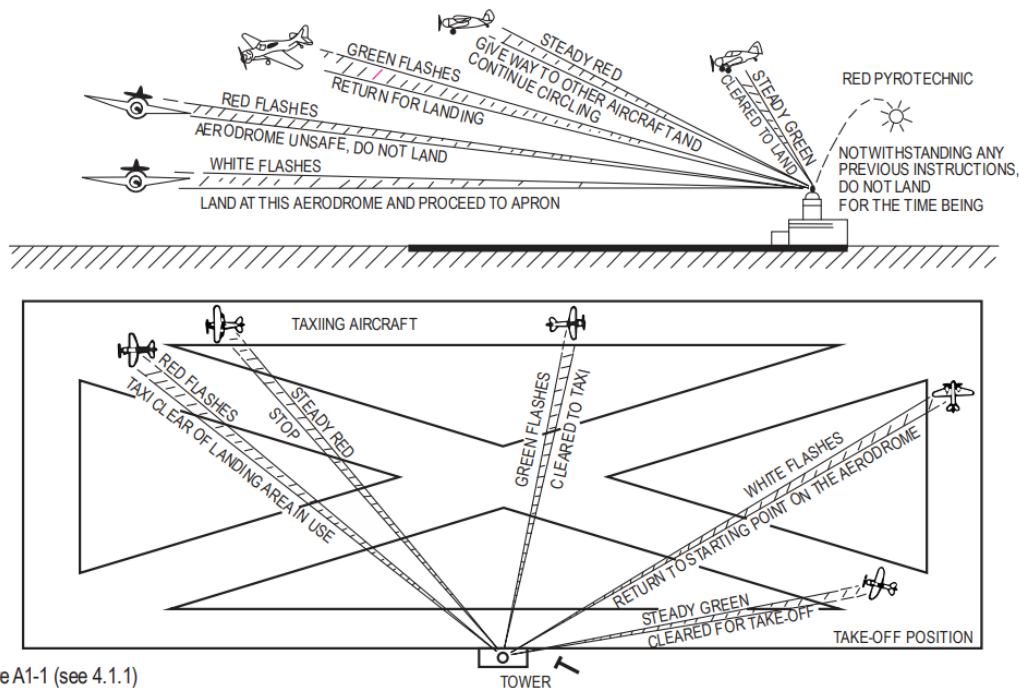 STEADY RED
GIVE WAY TO OTHER AIRCRAFT AND
CONTINUE CIRCLING
GREEN FLASHES
RETURN FOR LANDING
STEADY GREEN
CLEARED TO LAND
RED PYROTECHNIC
RED FLASHES
AERODROME UNSAFE, DO NOT LAND
WHITE FLASHES
LAND AT THIS AERODROME AND PROCEED TO APRON
NOTWITHSTANDING ANY
PREVIOUS INSTRUCTIONS,
DO NOT LAND
FOR THE TIME BEING
TAXIING AIRCRAFT
RED FLASHES
TAXI CLEAR OF LANDING AREA IN USE
STEADY RED
STOP
GREEN FLASHES
CLEARED TO TAXI
WHITE FLASHES
RETURN TO STARTING POINT ON THE AERODROME
STEADY GREEN
CLEARED FOR TAKE-OFF
TAKE-OFF POSITION
TOWER
e A1-1 (see 4.1.1)